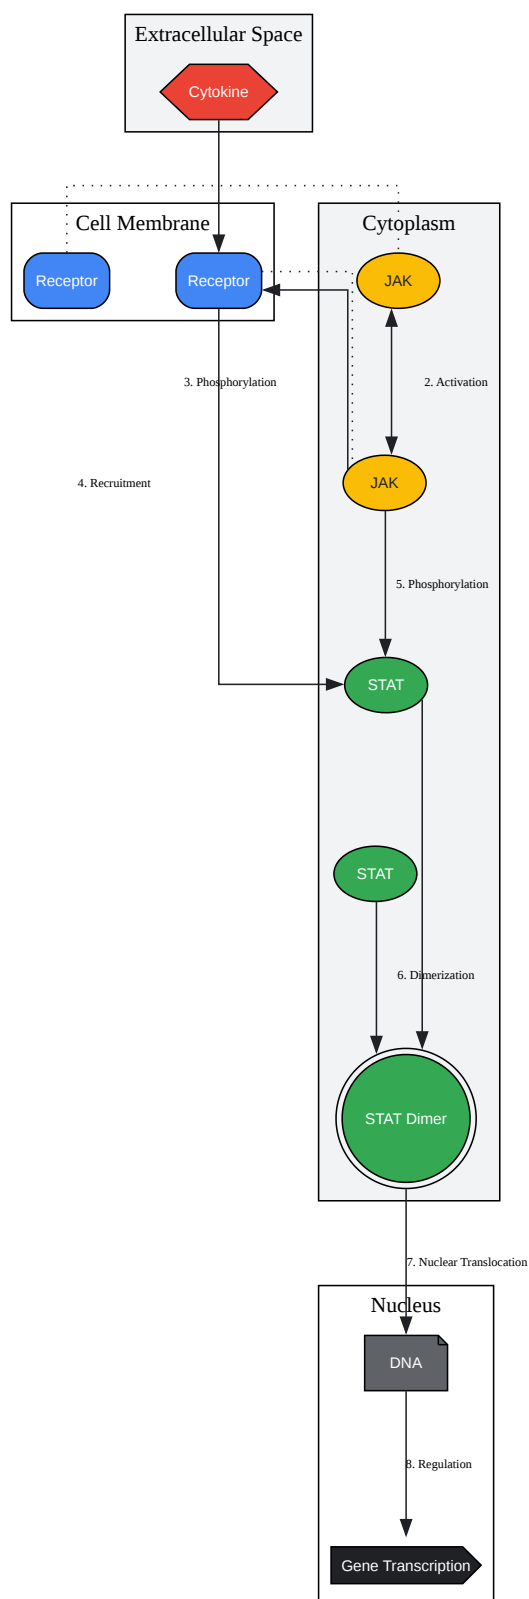 Extracellular Space
Cytokine
Cell Membrane
Cytoplasm
Receptor
Receptor
JAK
3. Phosphorylation
2. Activation
4. Recruitment
JAK
5. Phosphorylation
STAT
STAT
6. Dimerization
STAT Dimer
7. Nuclear Translocation
Nucleus
DNA
8. Regulation
Gene Transcription